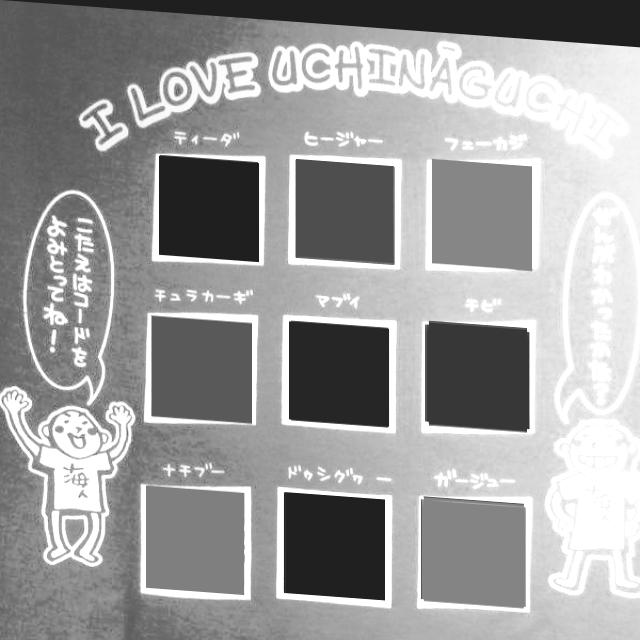 I LOVE UCHINĀGUCHI
ティーダ
ヒージャー
フェーカジ
チュラカーギ
マブイ
チビ
ナチブー
ドゥシグヮー
ガージュー
こたえはコードを
よみとってね!
海人